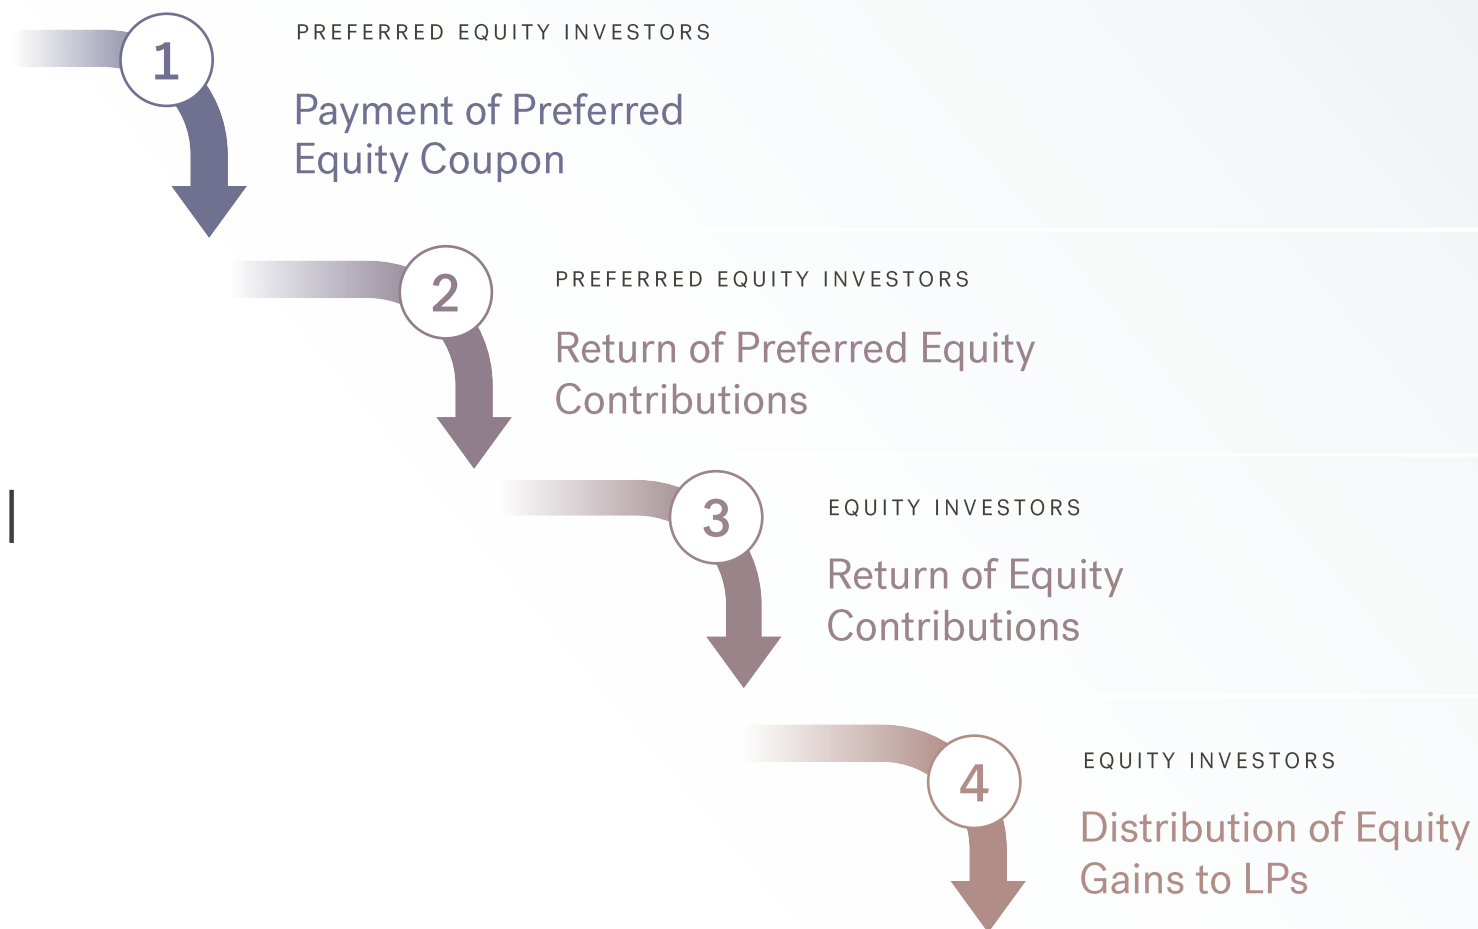 1
PREFERRED EQUITY INVESTORS
Payment of Preferred
Equity Coupon
2
PREFERRED EQUITY INVESTORS
Return of Preferred Equity
Contributions
3
EQUITY INVESTORS
Return of Equity
Contributions
4
EQUITY INVESTORS
Distribution of Equity
Gains to LPs